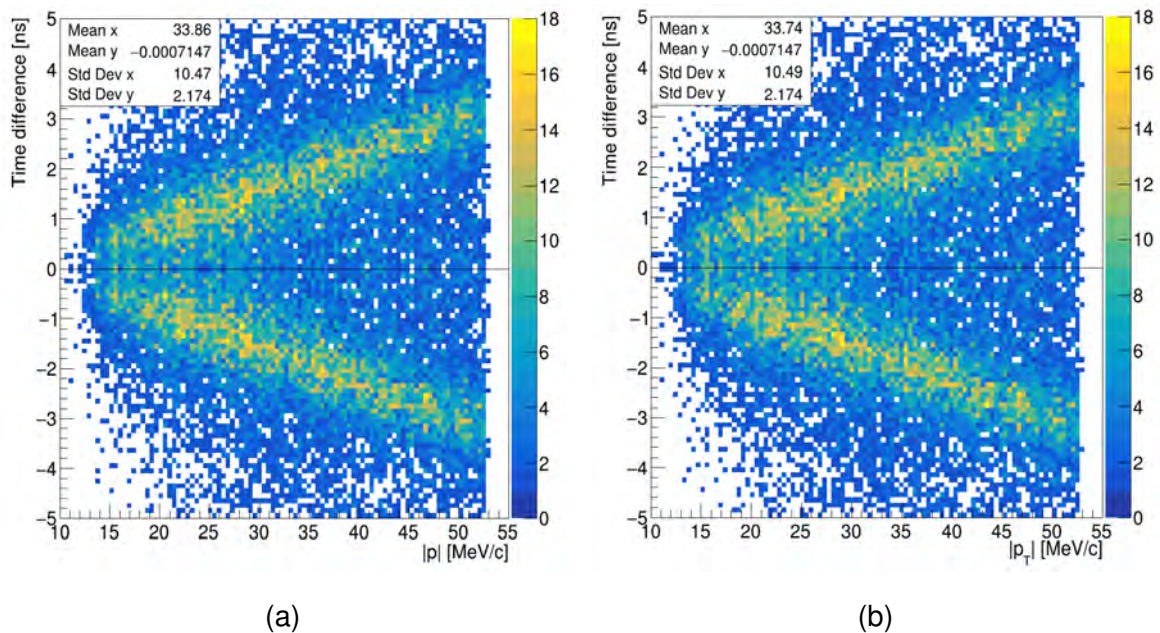 Time difference [ns]
Mean x 33.86
Mean y −0.0007147
Std Dev x 10.47
Std Dev y 2.174
5
4
3
2
1
0
−1
−2
−3
−4
−5
10 15 20 25 30 35 40 45 50 55
|p| [MeV/c]
18
16
14
12
10
8
6
4
2
0
(a)
Time difference [ns]
Mean x 33.74
Mean y −0.0007147
Std Dev x 10.49
Std Dev y 2.174
5
4
3
2
1
0
−1
−2
−3
−4
−5
10 15 20 25 30 35 40 45 50 55
|p_T| [MeV/c]
18
16
14
12
10
8
6
4
2
0
(b)